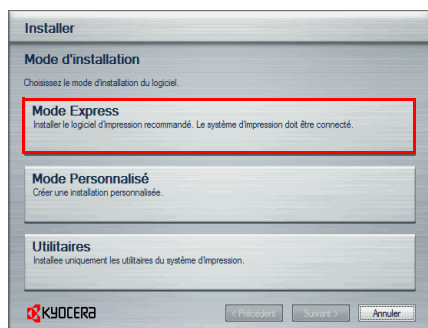 Installer
Mode d'installation
Choisissez le mode d'installation du logiciel.
Mode Express
Installer le logiciel d'impression recommandé. Le système d'impression doit être connecté.
Mode Personnalisé
Créer une installation personnalisée.
Utilitaires
Installee uniquement les utilitaires du système d'impression.
KYOCERA
< Précédent
Suivant >
Annuler